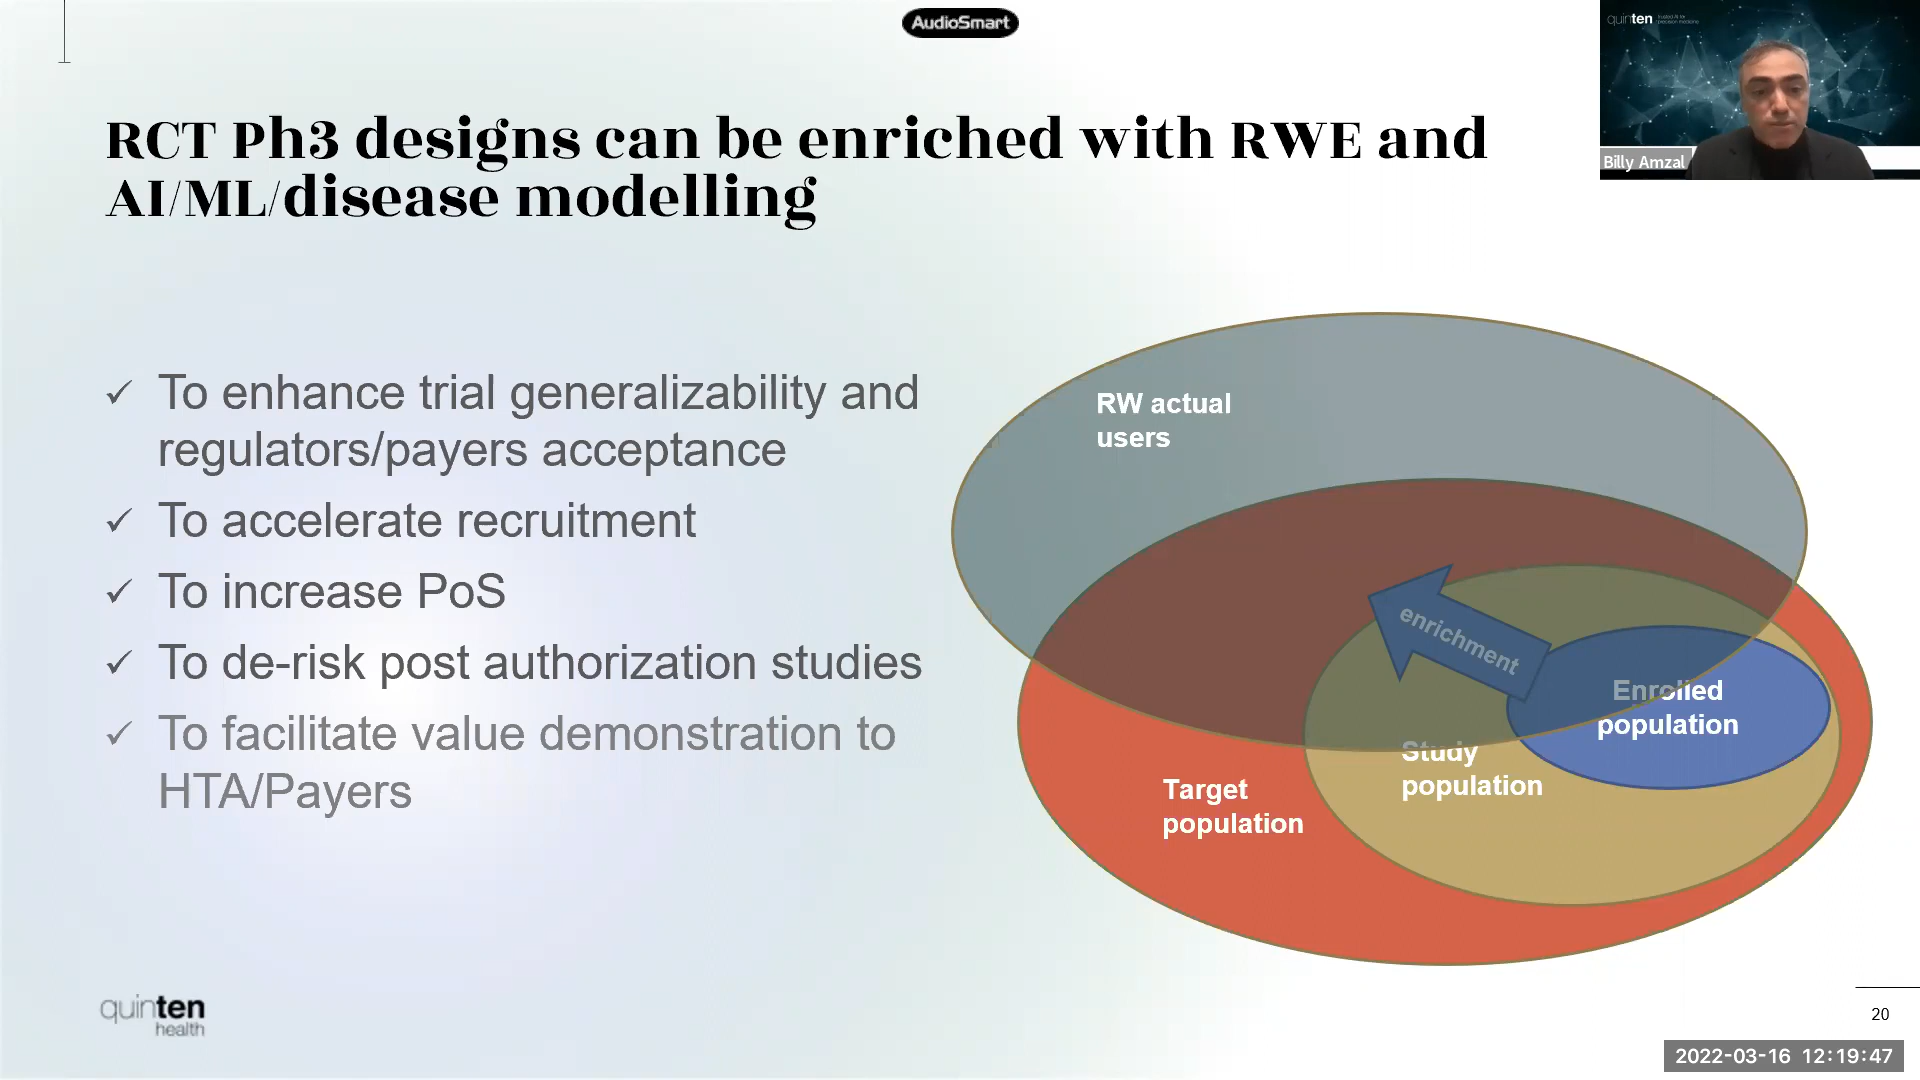 AudioSmart
quinten
Billy Amzal
RCT Ph3 designs can be enriched with RWE and
AI/ML/disease modelling
✓ To enhance trial generalizability and
regulators/payers acceptance
✓ To accelerate recruitment
✓ To increase PoS
✓ To de-risk post authorization studies
✓ To facilitate value demonstration to
HTA/Payers
RW actual
users
enrichment
Enrolled
population
Study
population
Target
population
quinten
health
20
2022-03-16 12:19:47